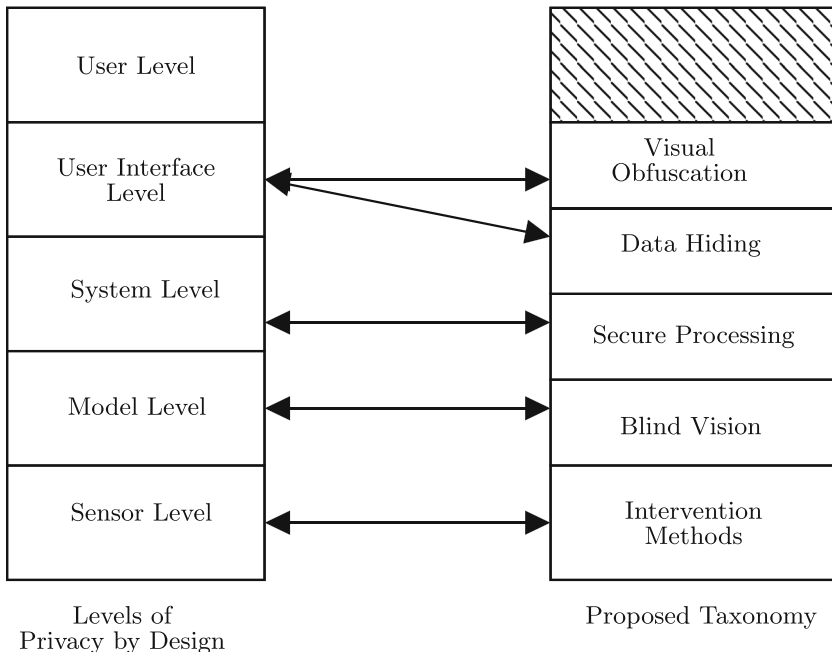 User Level
User Interface
Level
System Level
Model Level
Sensor Level
Levels of
Privacy by Design
Visual
Obfuscation
Data Hiding
Secure Processing
Blind Vision
Intervention
Methods
Proposed Taxonomy